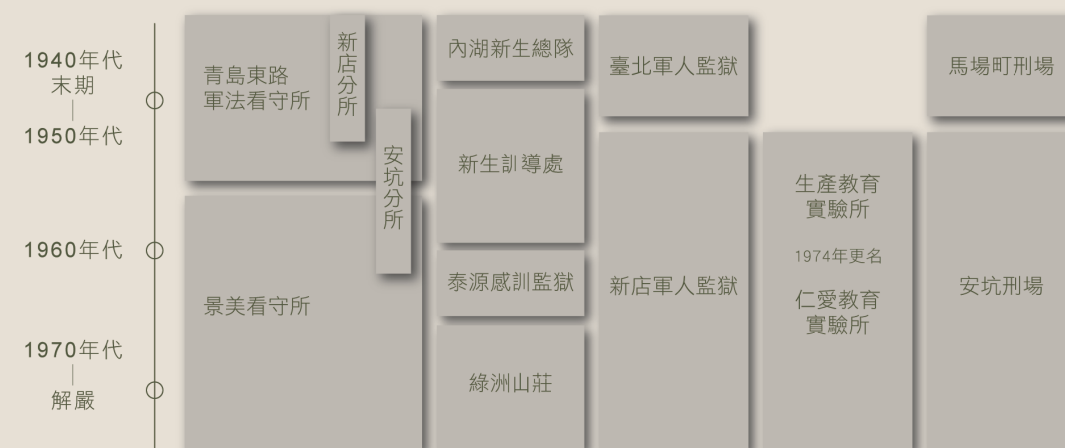 1940年代
末期
1950年代
1960年代
1970年代
解嚴
青島東路
軍法看守所
新店分所
安坑分所
景美看守所
內湖新生總隊
新生訓導處
泰源感訓監獄
綠洲山莊
臺北軍人監獄
新店軍人監獄
生產教育
實驗所
1974年更名
仁愛教育
實驗所
馬場町刑場
安坑刑場